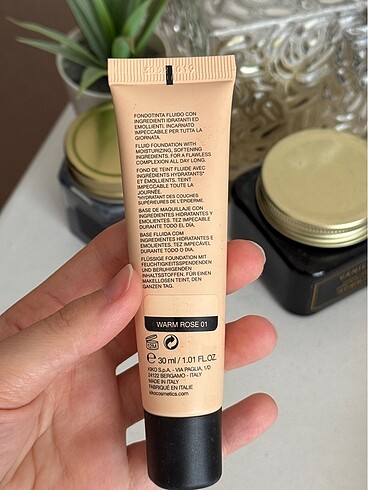 FONDOTINTA FLUIDO CON
INGREDIENTI IDRATANTI ED
EMOLLIENTI. INCARNATO
IMPECCABILE PER TUTTA LA
GIORNATA.
FLUID FOUNDATION WITH
MOISTURIZING, SOFTENING
INGREDIENTS. FOR A FLAWLESS
COMPLEXION ALL DAY LONG.
FOND DE TEINT FLUIDE AVEC
INGRÉDIENTS HYDRATANTS*
ET ÉMOLLIENTS. TEINT
IMPECCABLE TOUTE LA
JOURNÉE.
*HYDRATATION DES COUCHES
SUPÉRIEURES DE L'ÉPIDERME.
BASE DE MAQUILLAJE CON
INGREDIENTES HIDRATANTES Y
EMOLIENTES. TEZ IMPECABLE
DURANTE TODO EL DÍA.
BASE FLUIDA COM
INGREDIENTES HIDRATANTES E
EMOLIENTES. TEZ IMPECÁVEL
DURANTE TODO O DIA.
FLÜSSIGE FOUNDATION MIT
FEUCHTIGKEITSSPENDENDEN
UND BERUHIGENDEN
INHALTSSTOFFEN. FÜR EINEN
MAKELLOSEN TEINT, DEN
GANZEN TAG.
WARM ROSE 01
12M
e 30 ml / 1.01 FL.OZ.
KIKO S.p.A. - VIA PAGLIA, 1/D
24122 BERGAMO - ITALY
MADE IN ITALY
FABRIQUÉ EN ITALIE
kikocosmetics.com